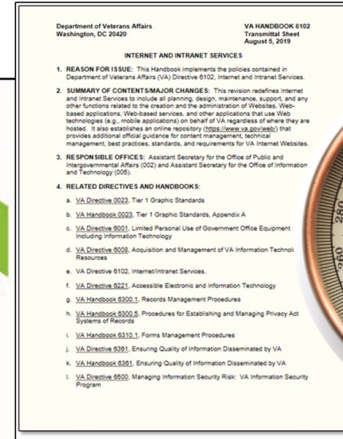 Department of Veterans Affairs
Washington, DC 20420
VA HANDBOOK 6102
Transmittal Sheet
August 5, 2019
INTERNET AND INTRANET SERVICES
1. REASON FOR ISSUE: This Handbook implements the policies contained in
Department of Veterans Affairs (VA) Directive 6102, Internet and Intranet Services.
2. SUMMARY OF CONTENTS/MAJOR CHANGES: This revision redefines Internet
and Intranet Services to include all planning, design, maintenance, support, and any
other functions related to the creation and the administration of Websites, Web-
based applications, Web-based services, and other applications that use Web
technologies (e.g., mobile applications) on behalf of VA regardless of where they are
hosted. It also establishes an online repository (https://www.va.gov/web/) that
provides additional official guidance for content management, technical
management, best practices, standards, and requirements for VA Internet Websites.
3. RESPONSIBLE OFFICES: Assistant Secretary for the Office of Public and
Intergovernmental Affairs (002) and Assistant Secretary for the Office of Information
and Technology (005).
4. RELATED DIRECTIVES AND HANDBOOKS:
a. VA Directive 0023, Tier 1 Graphic Standards
b. VA Handbook 0023, Tier 1 Graphic Standards, Appendix A
c. VA Directive 6001, Limited Personal Use of Government Office Equipment
Including Information Technology
d. VA Directive 6008, Acquisition and Management of VA Information Technol
Resources
e. VA Directive 6102, Internet/Intranet Services.
f. VA Directive 6221, Accessible Electronic and Information Technology
g. VA Handbook 6300.1, Records Management Procedures
h. VA Handbook 6300.5, Procedures for Establishing and Managing Privacy Act
Systems of Records
i. VA Handbook 6310.1, Forms Management Procedures
j. VA Directive 6361, Ensuring Quality of Information Disseminated by VA
k. VA Handbook 6361, Ensuring Quality of Information Disseminated by VA
l. VA Directive 6500, Managing Information Security Risk: VA Information Security
Program
280
260